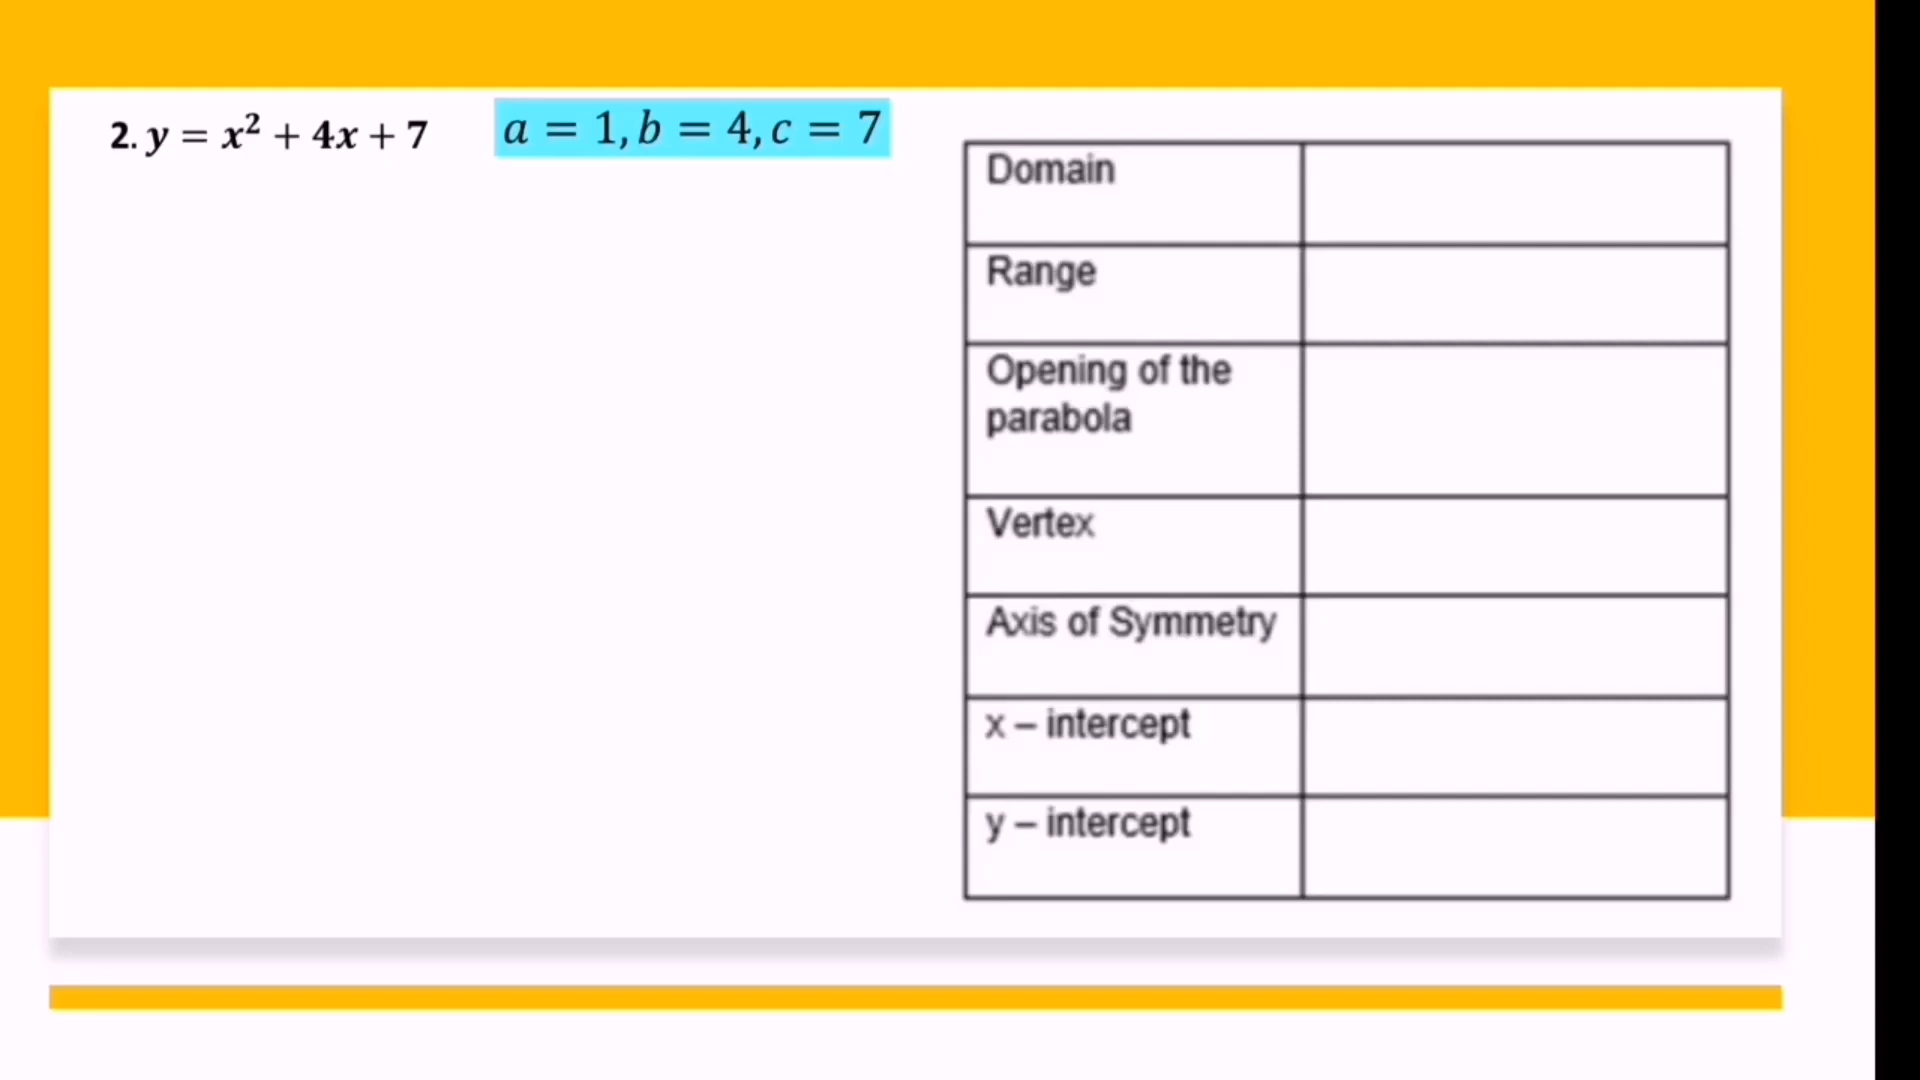 2. y = x² + 4x + 7
a = 1, b = 4, c = 7
Domain
Range
Opening of the
parabola
Vertex
Axis of Symmetry
x – intercept
y – intercept